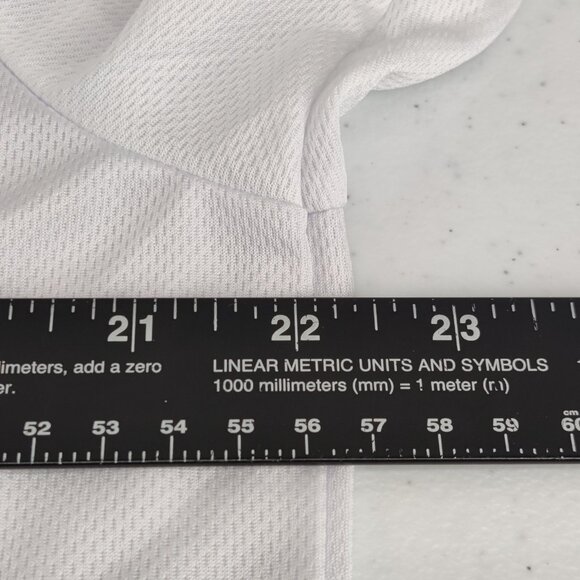 21 22 23
imeters, add a zero LINEAR METRIC UNITS AND SYMBOLS
er. 1000 millimeters (mm) = 1 meter (m)
cm
52 53 54 55 56 57 58 59 60